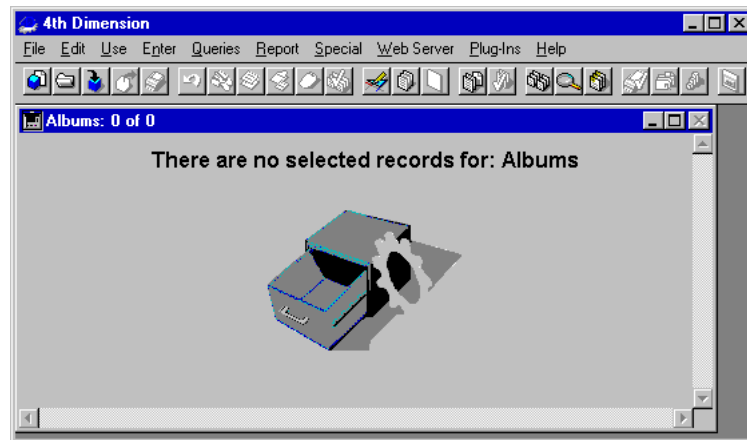 4th Dimension
File Edit Use Enter Queries Report Special Web Server Plug-Ins Help
Albums: 0 of 0
There are no selected records for: Albums